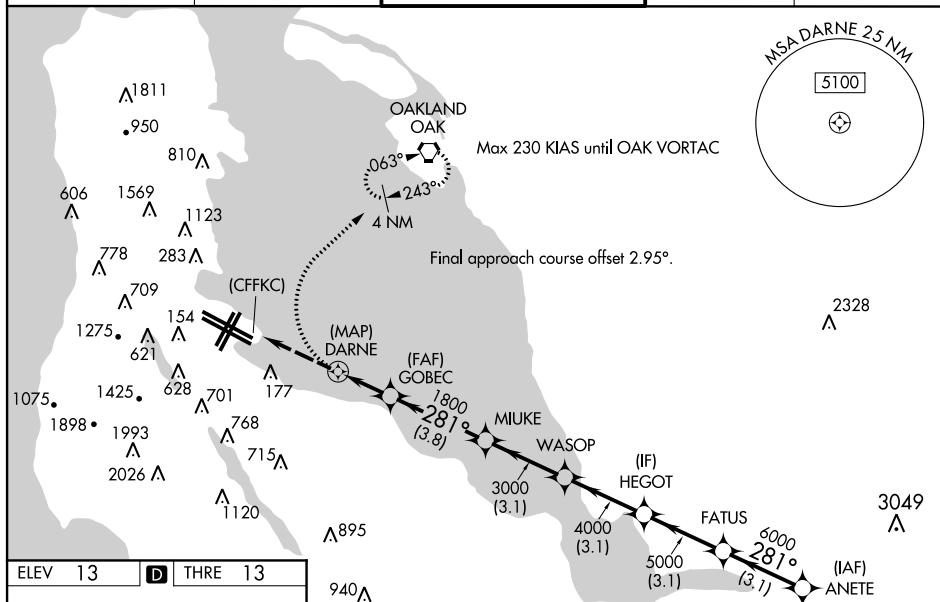 MSA DARNE 25 NM
5100
1811
950
810
606
1569
1123
778
283
709
1275
621
154
628
1075
1425
701
177
1898
768
1993
2026
715
1120
895
940
OAKLAND
OAK
063°
243°
4 NM
Max 230 KIAS until OAK VORTAC
Final approach course offset 2.95°.
2328
(CFFKC)
(MAP)
DARNE
(FAF)
GOBEC
1800
281°
(3.8)
MIUKE
3000
(3.1)
WASOP
4000
(3.1)
(IF)
HEGOT
5000
(3.1)
FATUS
6000
281°
(3.1)
(IAF)
ANETE
3049
ELEV 13 D THRE 13